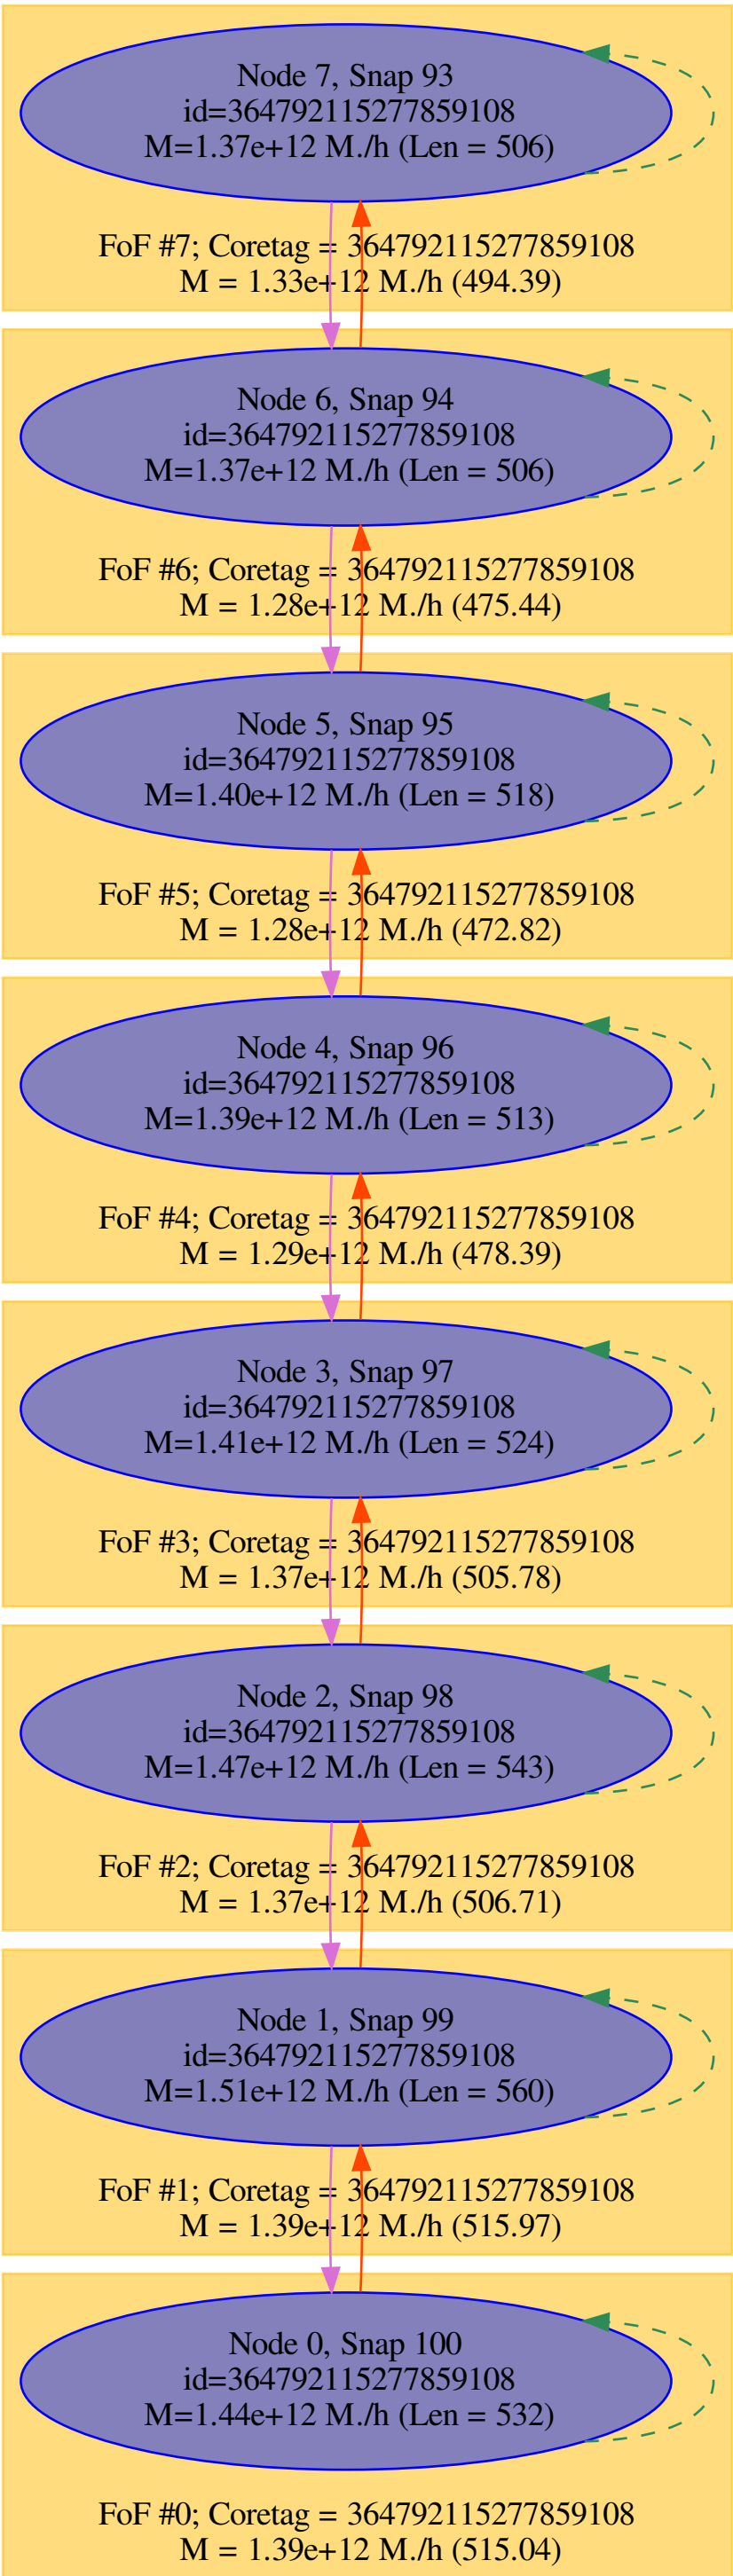 Node 7, Snap 93
id=364792115277859108
M=1.37e+12 M./h (Len = 506)
FoF #7; Coretag = 364792115277859108
M = 1.33e+12 M./h (494.39)
Node 6, Snap 94
id=364792115277859108
M=1.37e+12 M./h (Len = 506)
FoF #6; Coretag = 364792115277859108
M = 1.28e+12 M./h (475.44)
Node 5, Snap 95
id=364792115277859108
M=1.40e+12 M./h (Len = 518)
FoF #5; Coretag = 364792115277859108
M = 1.28e+12 M./h (472.82)
Node 4, Snap 96
id=364792115277859108
M=1.39e+12 M./h (Len = 513)
FoF #4; Coretag = 364792115277859108
M = 1.29e+12 M./h (478.39)
Node 3, Snap 97
id=364792115277859108
M=1.41e+12 M./h (Len = 524)
FoF #3; Coretag = 364792115277859108
M = 1.37e+12 M./h (505.78)
Node 2, Snap 98
id=364792115277859108
M=1.47e+12 M./h (Len = 543)
FoF #2; Coretag = 364792115277859108
M = 1.37e+12 M./h (506.71)
Node 1, Snap 99
id=364792115277859108
M=1.51e+12 M./h (Len = 560)
FoF #1; Coretag = 364792115277859108
M = 1.39e+12 M./h (515.97)
Node 0, Snap 100
id=364792115277859108
M=1.44e+12 M./h (Len = 532)
FoF #0; Coretag = 364792115277859108
M = 1.39e+12 M./h (515.04)